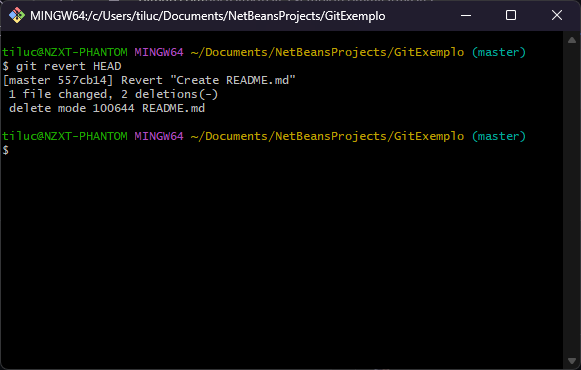 MINGW64:/c/Users/tiluc/Documents/NetBeansProjects/GitExemplo
tiluc@NZXT-PHANTOM MINGW64 ~/Documents/NetBeansProjects/GitExemplo (master)
$ git revert HEAD
[master 557cb14] Revert "Create README.md"
 1 file changed, 2 deletions(-)
 delete mode 100644 README.md
tiluc@NZXT-PHANTOM MINGW64 ~/Documents/NetBeansProjects/GitExemplo (master)
$